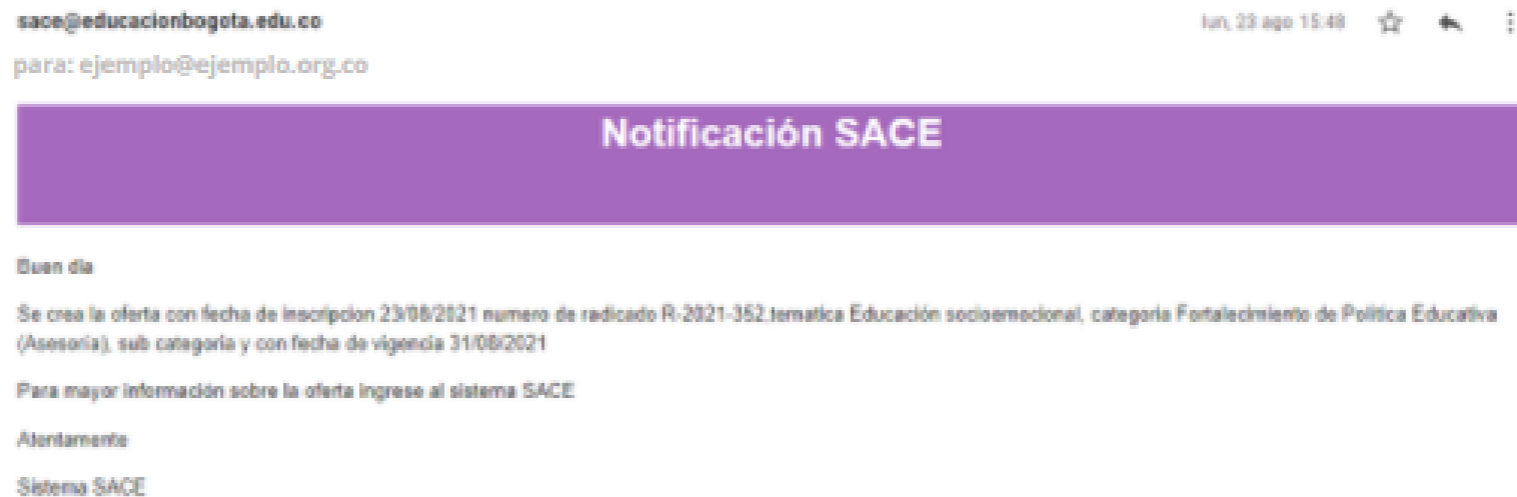 sace@educacionbogota.edu.co
lun, 23 ago 15:48
para: ejemplo@ejemplo.org.co
Notificación SACE
Buen dia
Se crea la oferta con fecha de inscripcion 23/08/2021 numero de radicado R-2021-352,tematica Educación socioemocional, categoria Fortalecimiento de Política Educativa
(Asesoria), sub categoria y con fecha de vigencia 31/08/2021
Para mayor información sobre la oferta ingrese al sistema SACE
Atentamente
Sistema SACE